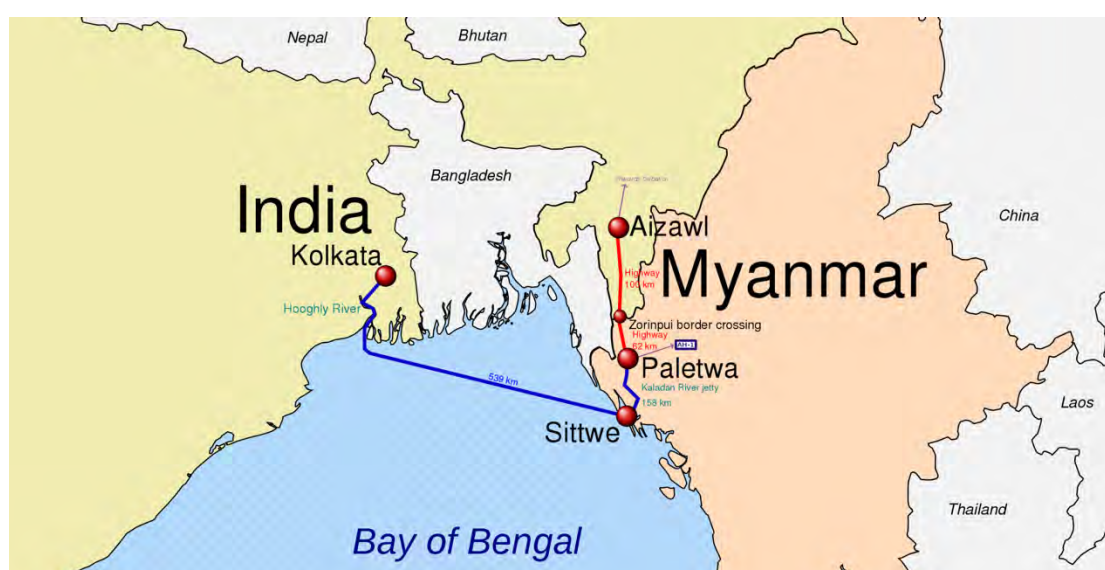 Nepal
Bhutan
Bangladesh
India
Kolkata
Hooghly River
Aizawl
China
Highway
100 km
Myanmar
Zorinpui border crossing
Highway
62 km
AH-1
Paletwa
Kaladan River jetty
158 km
539 km
Sittwe
Laos
Thailand
Bay of Bengal